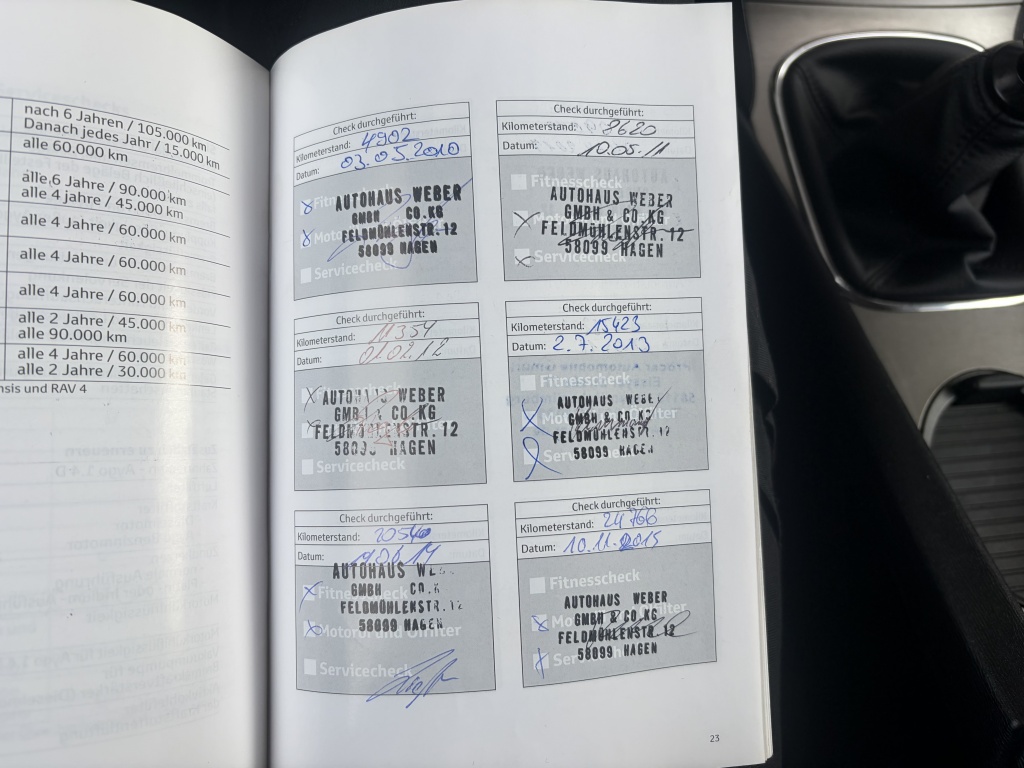 nach 6 Jahren / 105.000 km
Danach jedes Jahr / 15.000 km
alle 60.000 km
alle 6 Jahre / 90.000 km
alle 4 jahre / 45.000 km
alle 4 Jahre / 60.000 km
alle 4 Jahre / 60.000 km
alle 4 Jahre / 60.000 km
alle 2 Jahre / 45.000 km
alle 90.000 km
alle 4 Jahre / 60.000 km
alle 2 Jahre / 30.000 km
ensis und RAV 4
Check durchgeführt:
Kilometerstand: 4902
Datum: 03.05.2010
Fitnesscheck
AUTOHAUS WEBER
GMBH CO.KG
FELDMÜHLENSTR. 12
58099 HAGEN
Servicecheck
Check durchgeführt:
Kilometerstand: 8620
Datum: 10.05.11
Fitnesscheck
AUTOHAUS WEBER
GMBH & CO.KG
FELDMÜHLENSTR. 12
58099 HAGEN
Servicecheck
Check durchgeführt:
Kilometerstand: 11354
Datum: 01.02.12
AUTOHAUS WEBER
GMBH & CO.KG
FELDMÜHLENSTR. 12
58099 HAGEN
Servicecheck
Check durchgeführt:
Kilometerstand: 15423
Datum: 2.7.2013
Fitnesscheck
AUTOHAUS WEBER
GMBH & CO.KG
FELDMÜHLENSTR. 12
58099 HAGEN
Check durchgeführt:
Kilometerstand: 20540
Datum:
AUTOHAUS
GMBH CO.K
FELDMÜHLENSTR. 12
58099 HAGEN
Motoröl und Ölfilter
Servicecheck
Check durchgeführt:
Kilometerstand: 24766
Datum: 10.11.2015
Fitnesscheck
AUTOHAUS WEBER
GMBH & CO.KG
FELDMÜHLENSTR. 12
58099 HAGEN
23